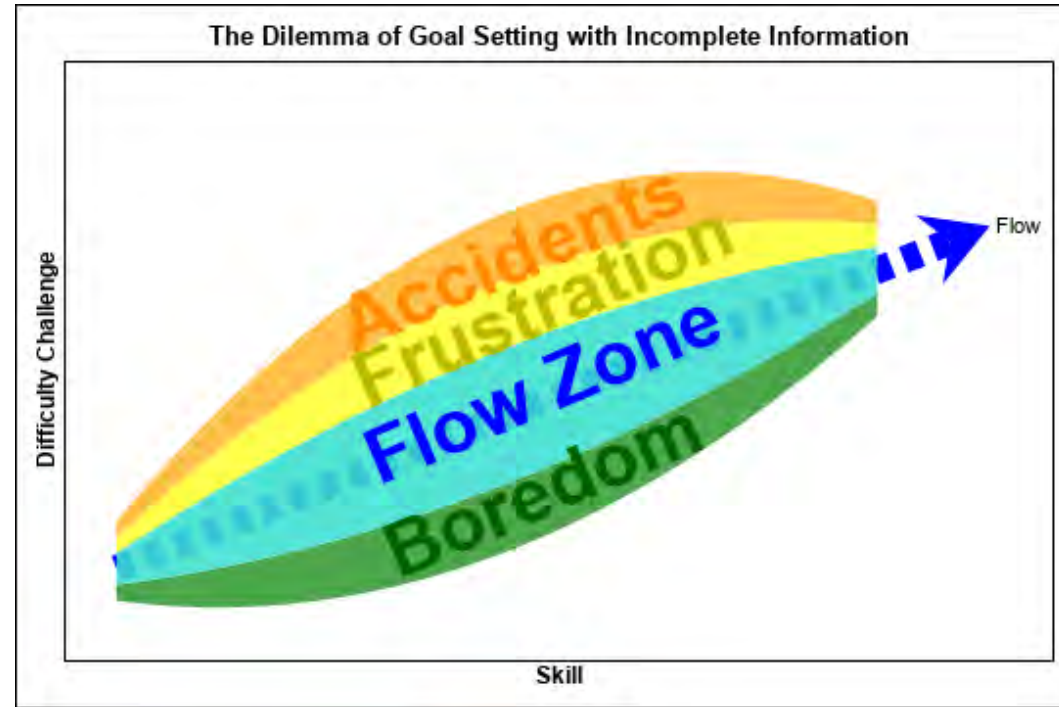 The Dilemma of Goal Setting with Incomplete Information
Accidents
Frustration
Flow Zone
Boredom
Flow
Difficulty Challenge
Skill